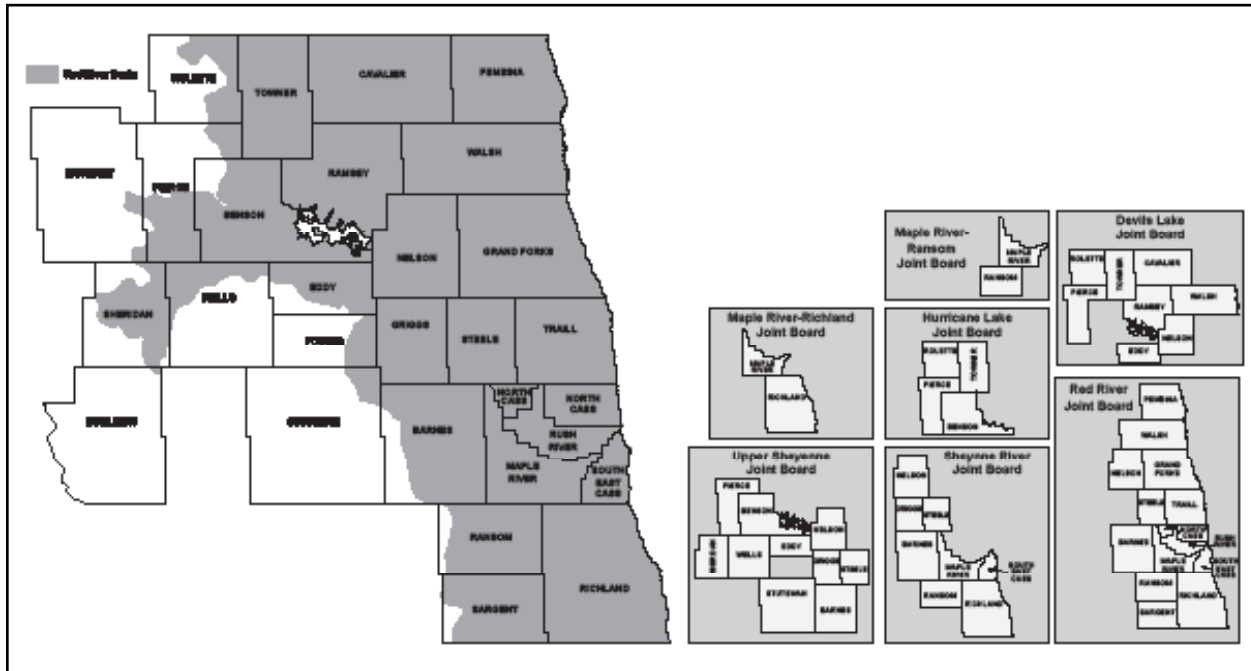 Red River Basin
ROLETTE
TOWNER
CAVALIER
PEMBINA
WALSH
RAMSEY
PIERCE
BENSON
NELSON
GRAND FORKS
SHERIDAN
WELLS
EDDY
FOSTER
GRIGGS
STEELE
TRAILL
BURLEIGH
STUTSMAN
BARNES
NORTH
CASS
NORTH
CASS
RUSH
RIVER
MAPLE
RIVER
SOUTH
EAST
CASS
RANSOM
RICHLAND
SARGENT
Maple River-
Ransom
Joint Board
MAPLE
RIVER
RANSOM
Devils Lake
Joint Board
ROLETTE
TOWNER
CAVALIER
PIERCE
RAMSEY
WALSH
NELSON
EDDY
Maple River-Richland
Joint Board
MAPLE
RIVER
RICHLAND
Hurricane Lake
Joint Board
ROLETTE
TOWNER
PIERCE
BENSON
Red River
Joint Board
PEMBINA
WALSH
NELSON
GRAND
FORKS
STEELE
TRAILL
BARNES
NORTH
CASS
RUSH
RIVER
MAPLE
RIVER
SOUTH
EAST
CASS
RANSOM
RICHLAND
SARGENT
Upper Sheyenne
Joint Board
PIERCE
BENSON
NELSON
SHERIDAN
WELLS
EDDY
GRIGGS
STEELE
STUTSMAN
BARNES
Sheynne River
Joint Board
NELSON
GRIGGS
STEELE
BARNES
MAPLE
RIVER
SOUTH
EAST
CASS
RANSOM
RICHLAND